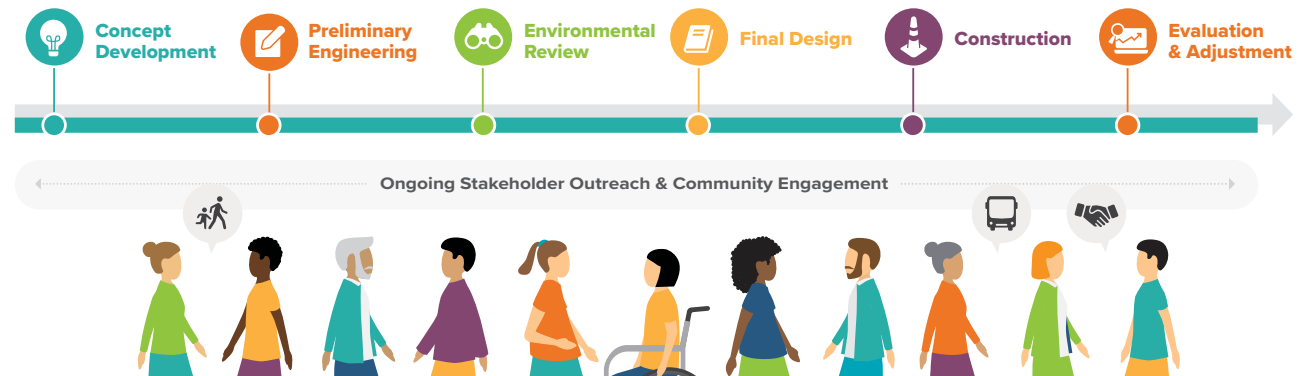 Concept
Development
Preliminary
Engineering
Environmental
Review
Final Design
Construction
Evaluation
& Adjustment
Ongoing Stakeholder Outreach & Community Engagement